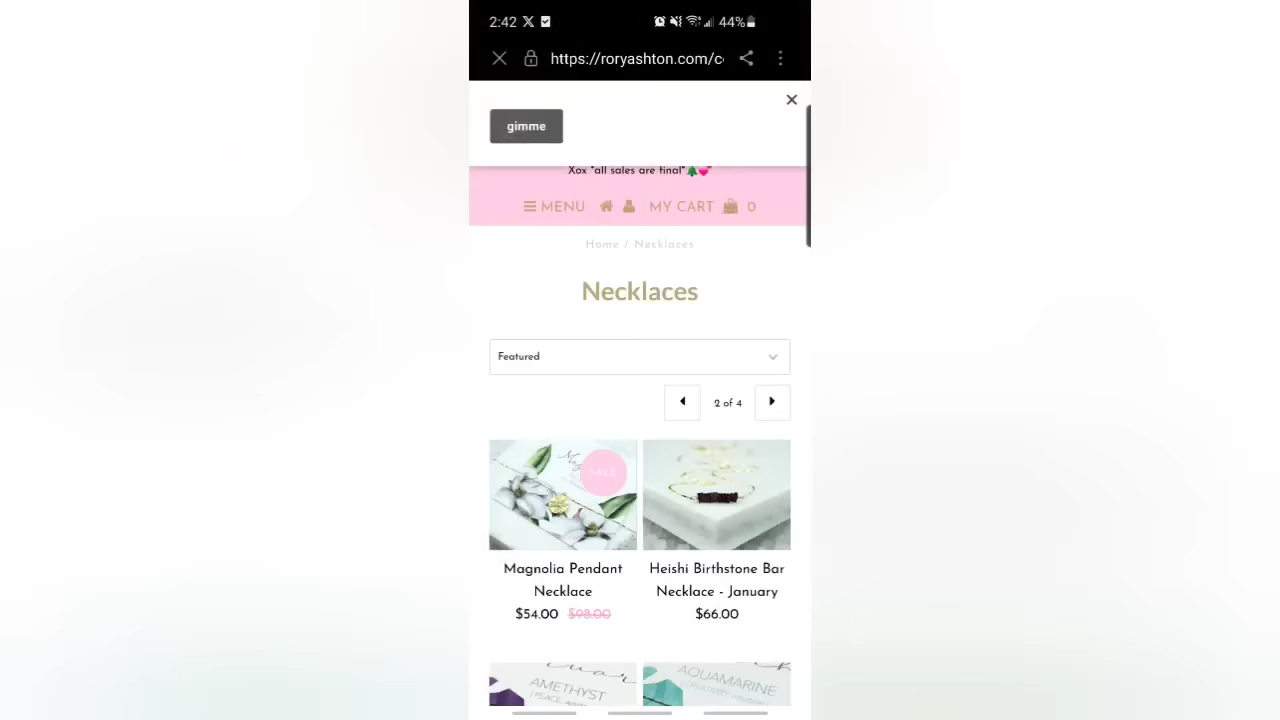 2:42 44%
https://roryashton.com/c
gimme
Xox *all sales are final*🎄💕
MENU MY CART 0
Home / Necklaces
Necklaces
Featured
2 of 4
SALE
Magnolia Pendant
Necklace
$54.00 $98.00
Heishi Birthstone Bar
Necklace - January
$66.00
AMETHYST
AQUAMARINE